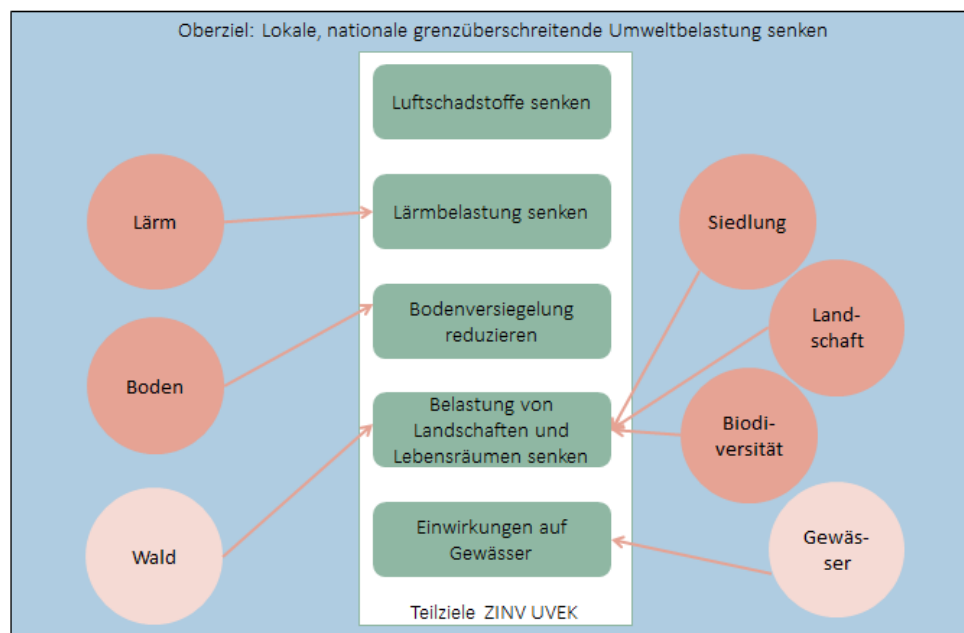 Oberziel: Lokale, nationale grenzüberschreitende Umweltbelastung senken
Luftschadstoffe senken
Lärm
Lärmbelastung senken
Siedlung
Bodenversiegelung
reduzieren
Land-
schaft
Boden
Belastung von
Landschaften und
Lebensräumen senken
Biodi-
versität
Wald
Einwirkungen auf
Gewässer
Gewäs-
ser
Teilziele ZINV UVEK